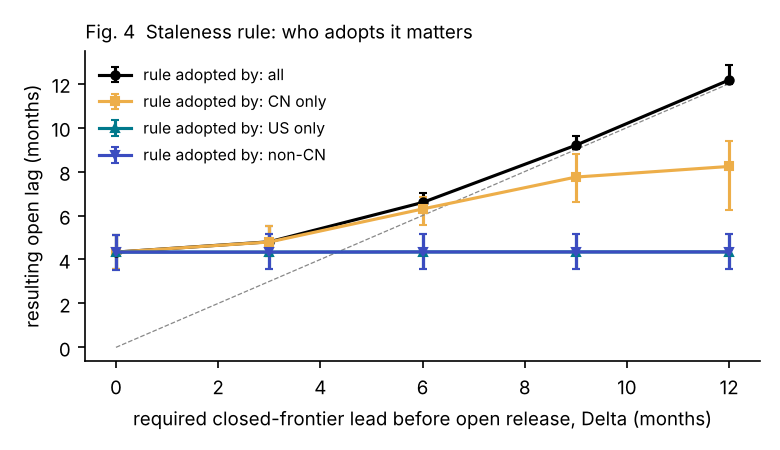 Fig. 4  Staleness rule: who adopts it matters
rule adopted by: all
rule adopted by: CN only
rule adopted by: US only
rule adopted by: non-CN
resulting open lag (months)
12
10
8
6
4
2
0
0 2 4 6 8 10 12
required closed-frontier lead before open release, Delta (months)